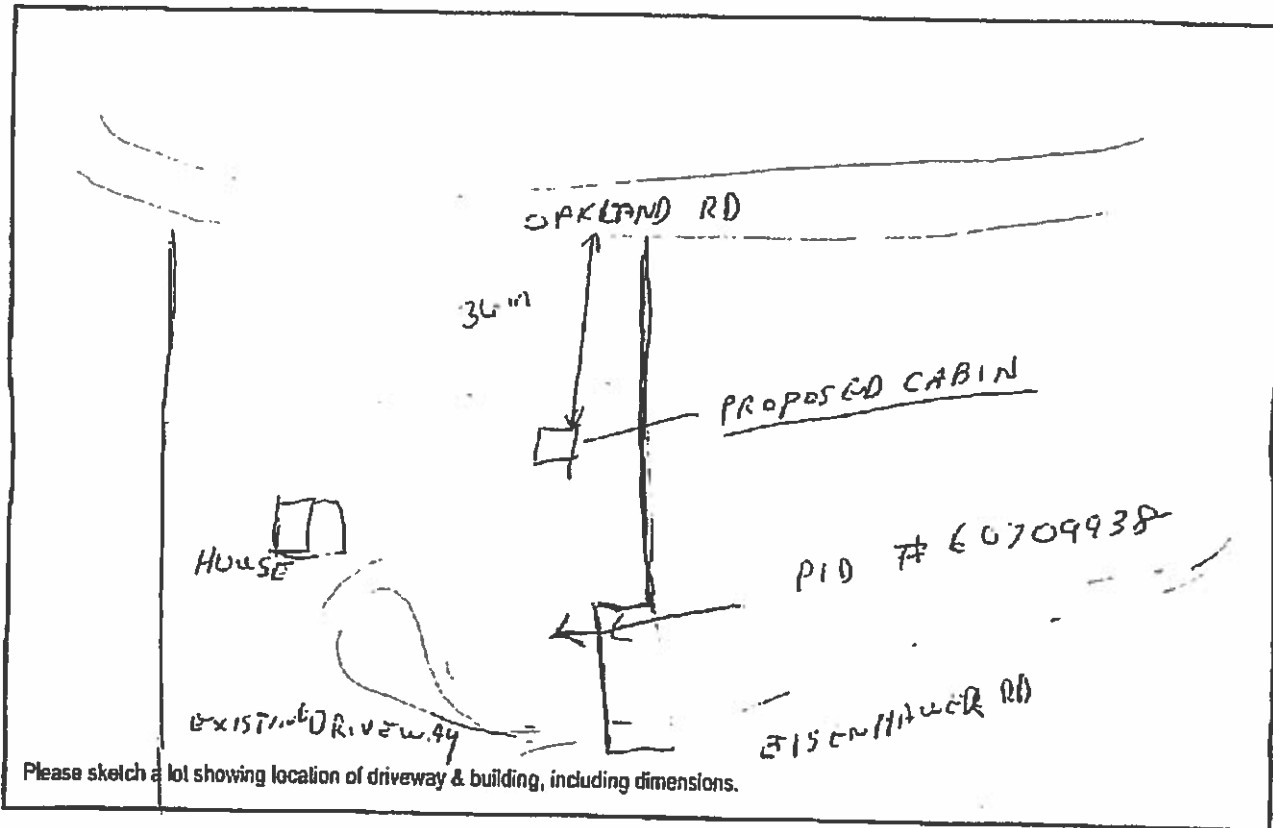 OAKLAND RD
PROPOSED CABIN
HOUSE
PID # 60709938
EXISTING DRIVEWAY
EISENHAUER RD
Please sketch a lot showing location of driveway & building, including dimensions.